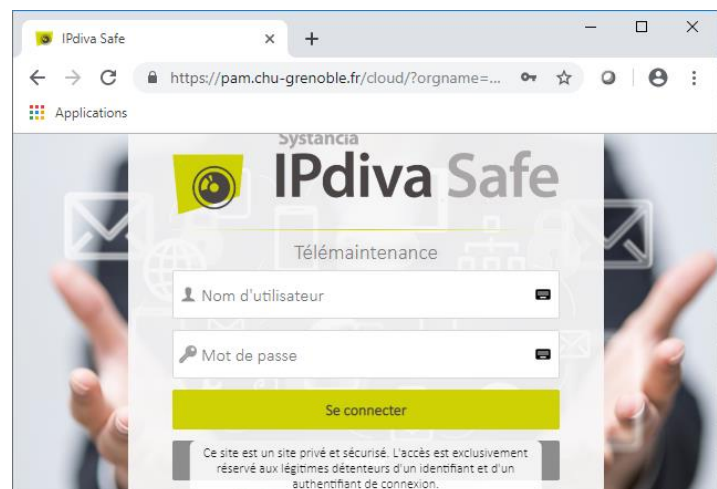 IPdiva Safe
https://pam.chu-grenoble.fr/cloud/?orgname=...
Applications
Systancia
IPdiva Safe
Télémaintenance
Nom d'utilisateur
Mot de passe
Se connecter
Ce site est un site privé et sécurisé. L'accès est exclusivement
réservé aux légitimes détenteurs d'un identifiant et d'un
authentifiant de connexion.